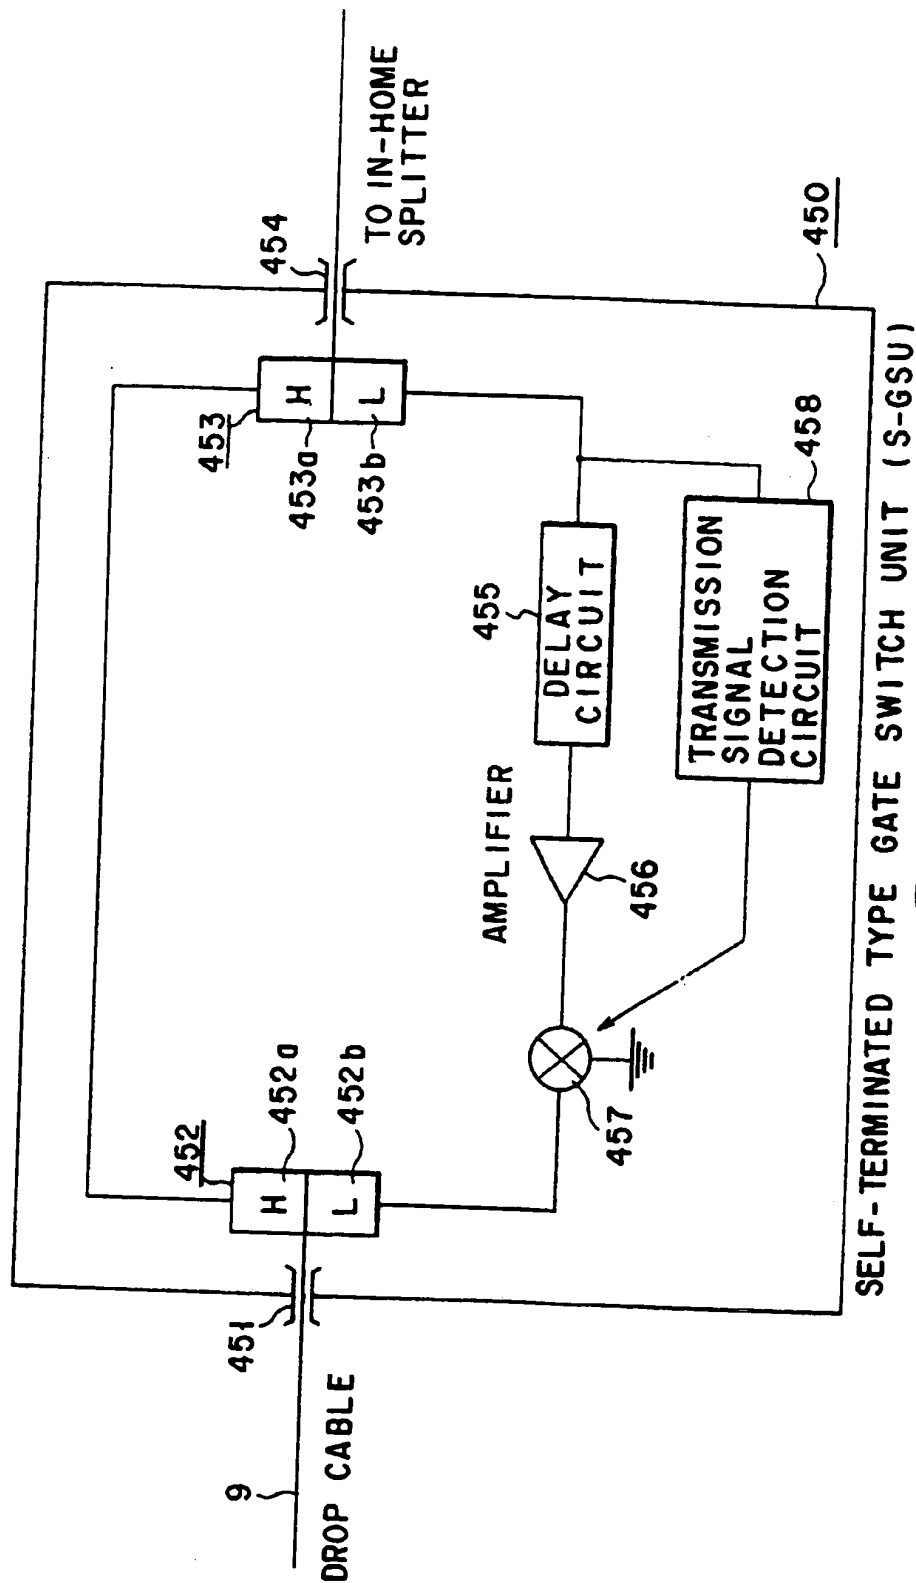 TO IN-HOME
SPLITTER
454
453
H
453a
L
453b
450
455
DELAY
CIRCUIT
458
TRANSMISSION
SIGNAL
DETECTION
CIRCUIT
AMPLIFIER
456
457
452
H
452a
L
452b
451
9
DROP CABLE
SELF-TERMINATED TYPE GATE SWITCH UNIT (S-GSU)